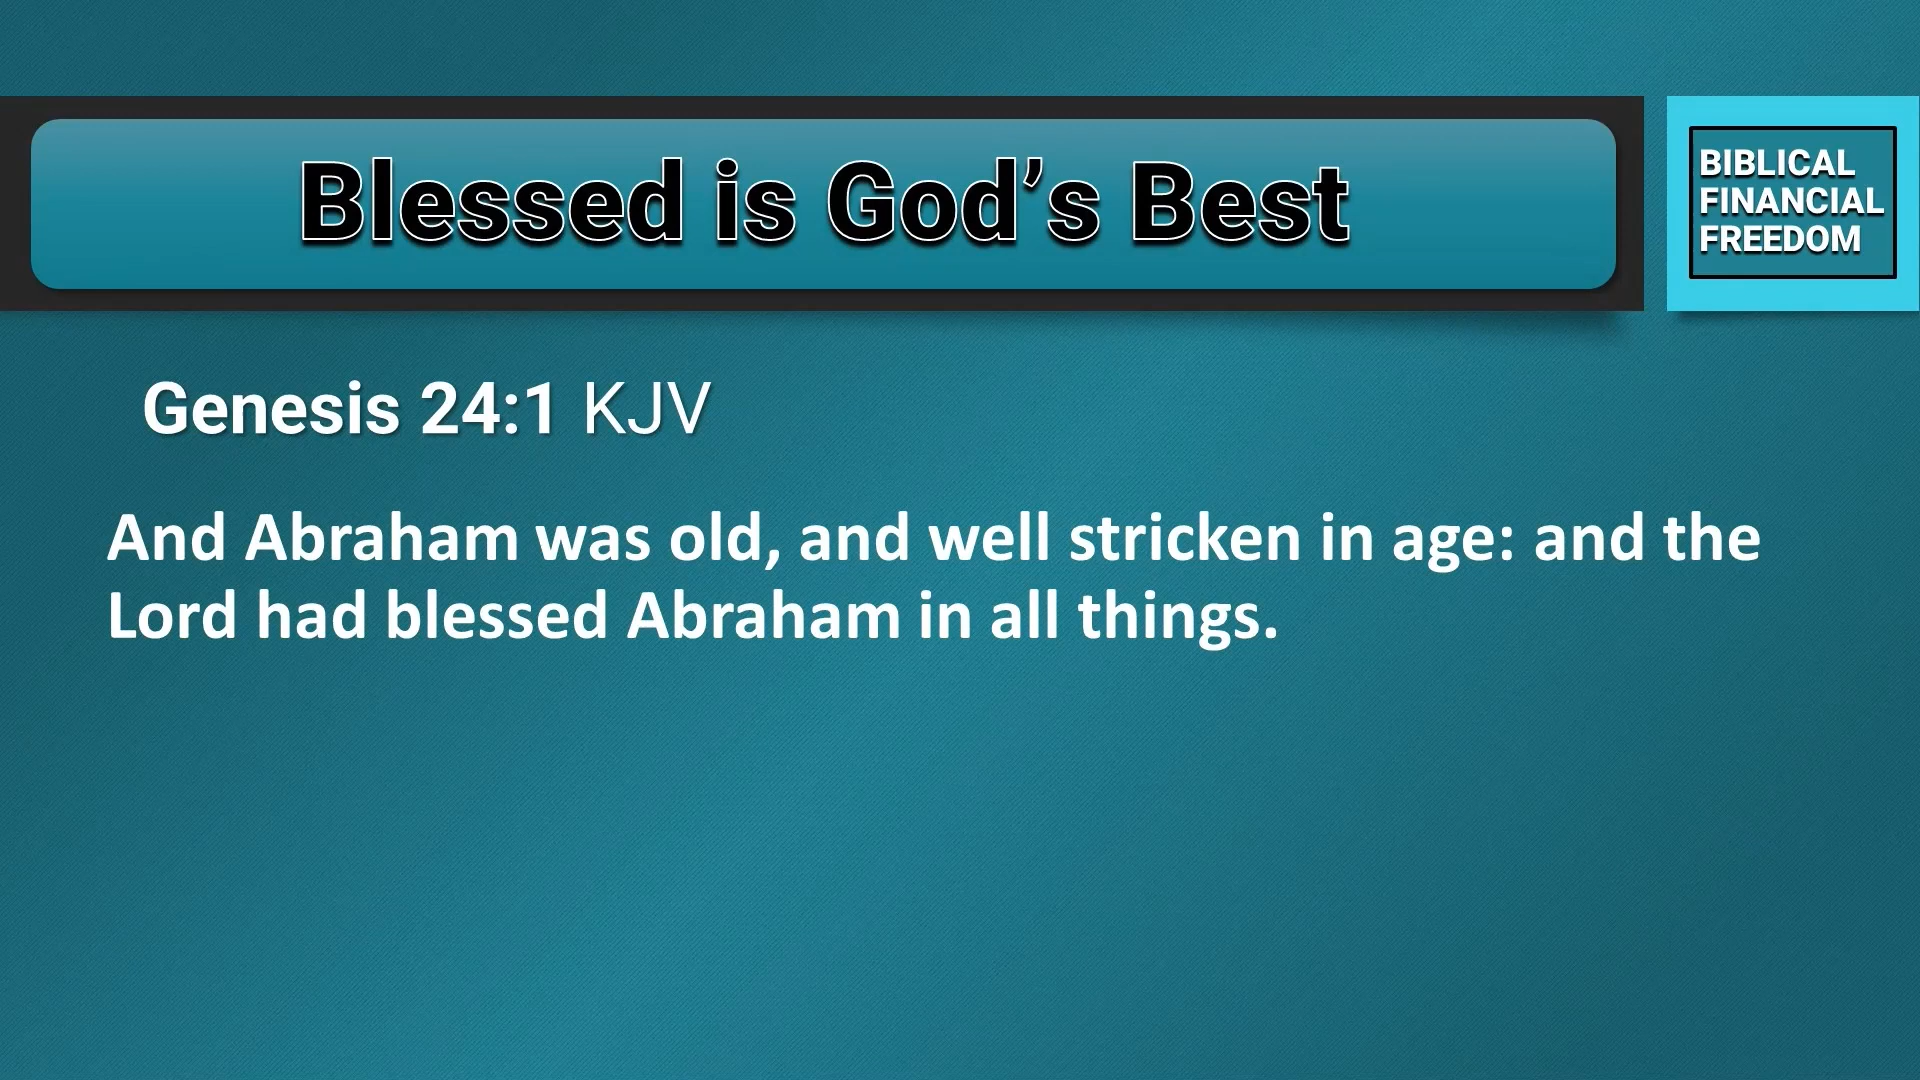 Blessed is God’s Best
BIBLICAL
FINANCIAL
FREEDOM
Genesis 24:1 KJV
And Abraham was old, and well stricken in age: and the
Lord had blessed Abraham in all things.